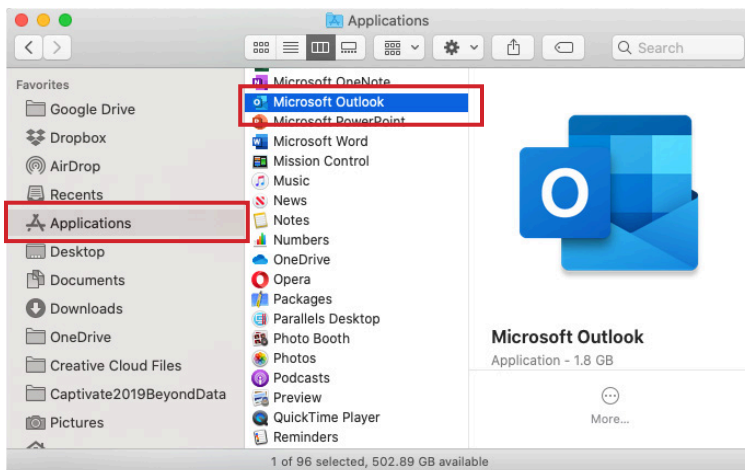 Applications
Search
Favorites
Google Drive
Dropbox
AirDrop
Recents
Applications
Desktop
Documents
Downloads
OneDrive
Creative Cloud Files
Captivate2019BeyondData
Pictures
Microsoft OneNote
Microsoft Outlook
Microsoft PowerPoint
Microsoft Word
Mission Control
Music
News
Notes
Numbers
OneDrive
Opera
Packages
Parallels Desktop
Photo Booth
Photos
Podcasts
Preview
QuickTime Player
Reminders
O
Microsoft Outlook
Application - 1.8 GB
More...
1 of 96 selected, 502.89 GB available